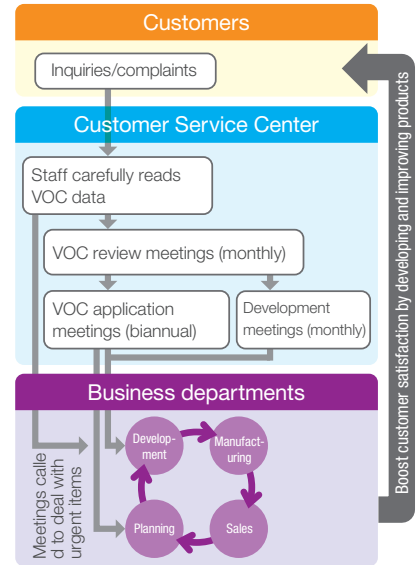 Customers
Inquiries/complaints
Customer Service Center
Staff carefully reads
VOC data
VOC review meetings (monthly)
VOC application
meetings (biannual)
Development
meetings (monthly)
Business departments
Meetings calle
d to deal with
urgent items
Develop-
ment
Manufact-
uring
Planning
Sales
Boost customer satisfaction by developing and improving products